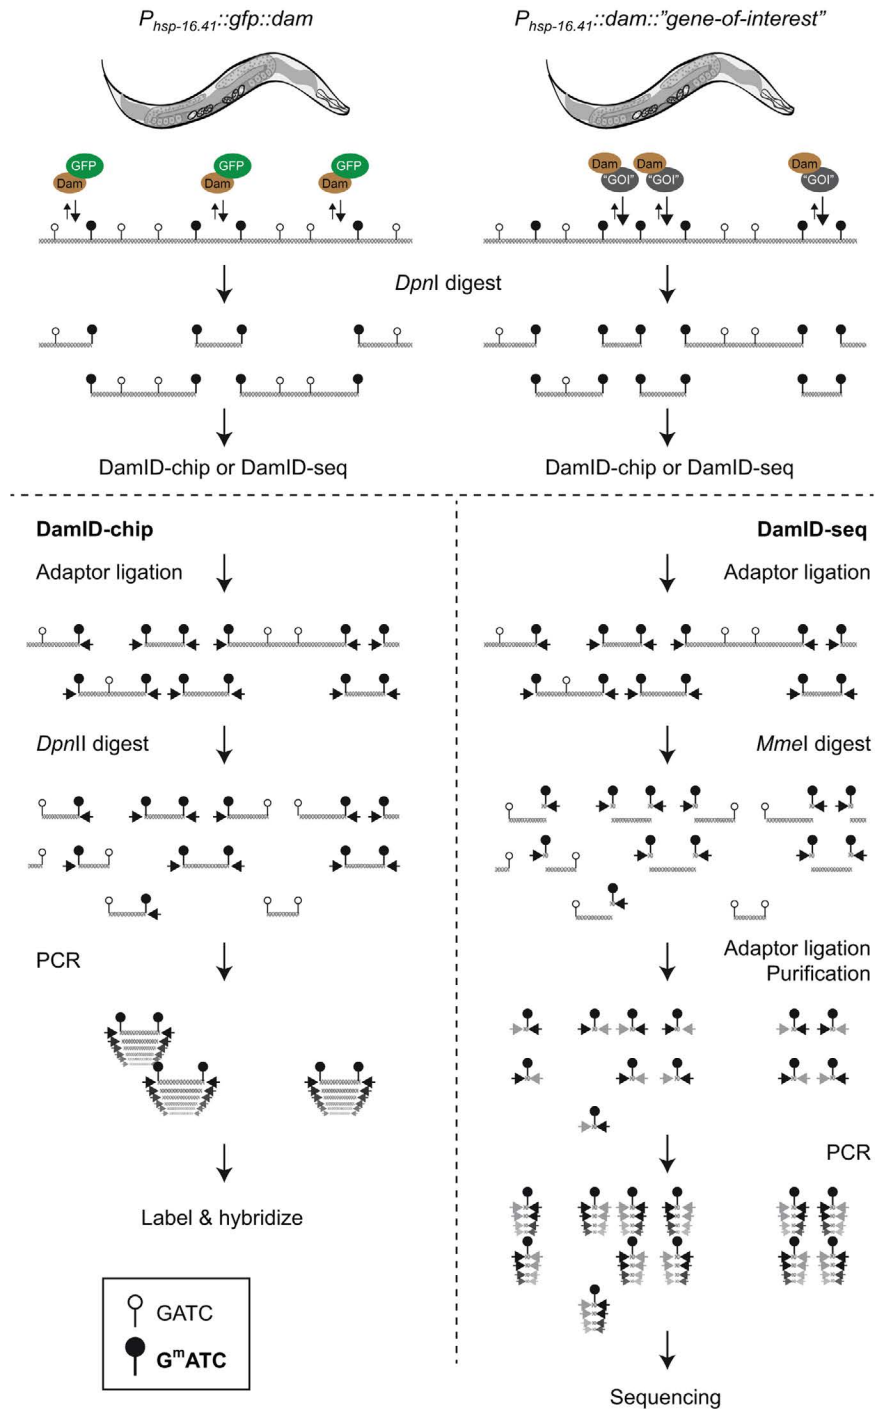 Phsp-16.41::gfp::dam
Phsp-16.41::dam::”gene-of-interest”
GFP
Dam
GFP
Dam
GFP
Dam
Dam
“GOI”
Dam
“GOI”
Dam
“GOI”
DpnI digest
DamID-chip or DamID-seq
DamID-chip or DamID-seq
DamID-chip
Adaptor ligation
DpnII digest
PCR
Label & hybridize
GATC
GmATC
DamID-seq
Adaptor ligation
MmeI digest
Adaptor ligation
Purification
PCR
Sequencing